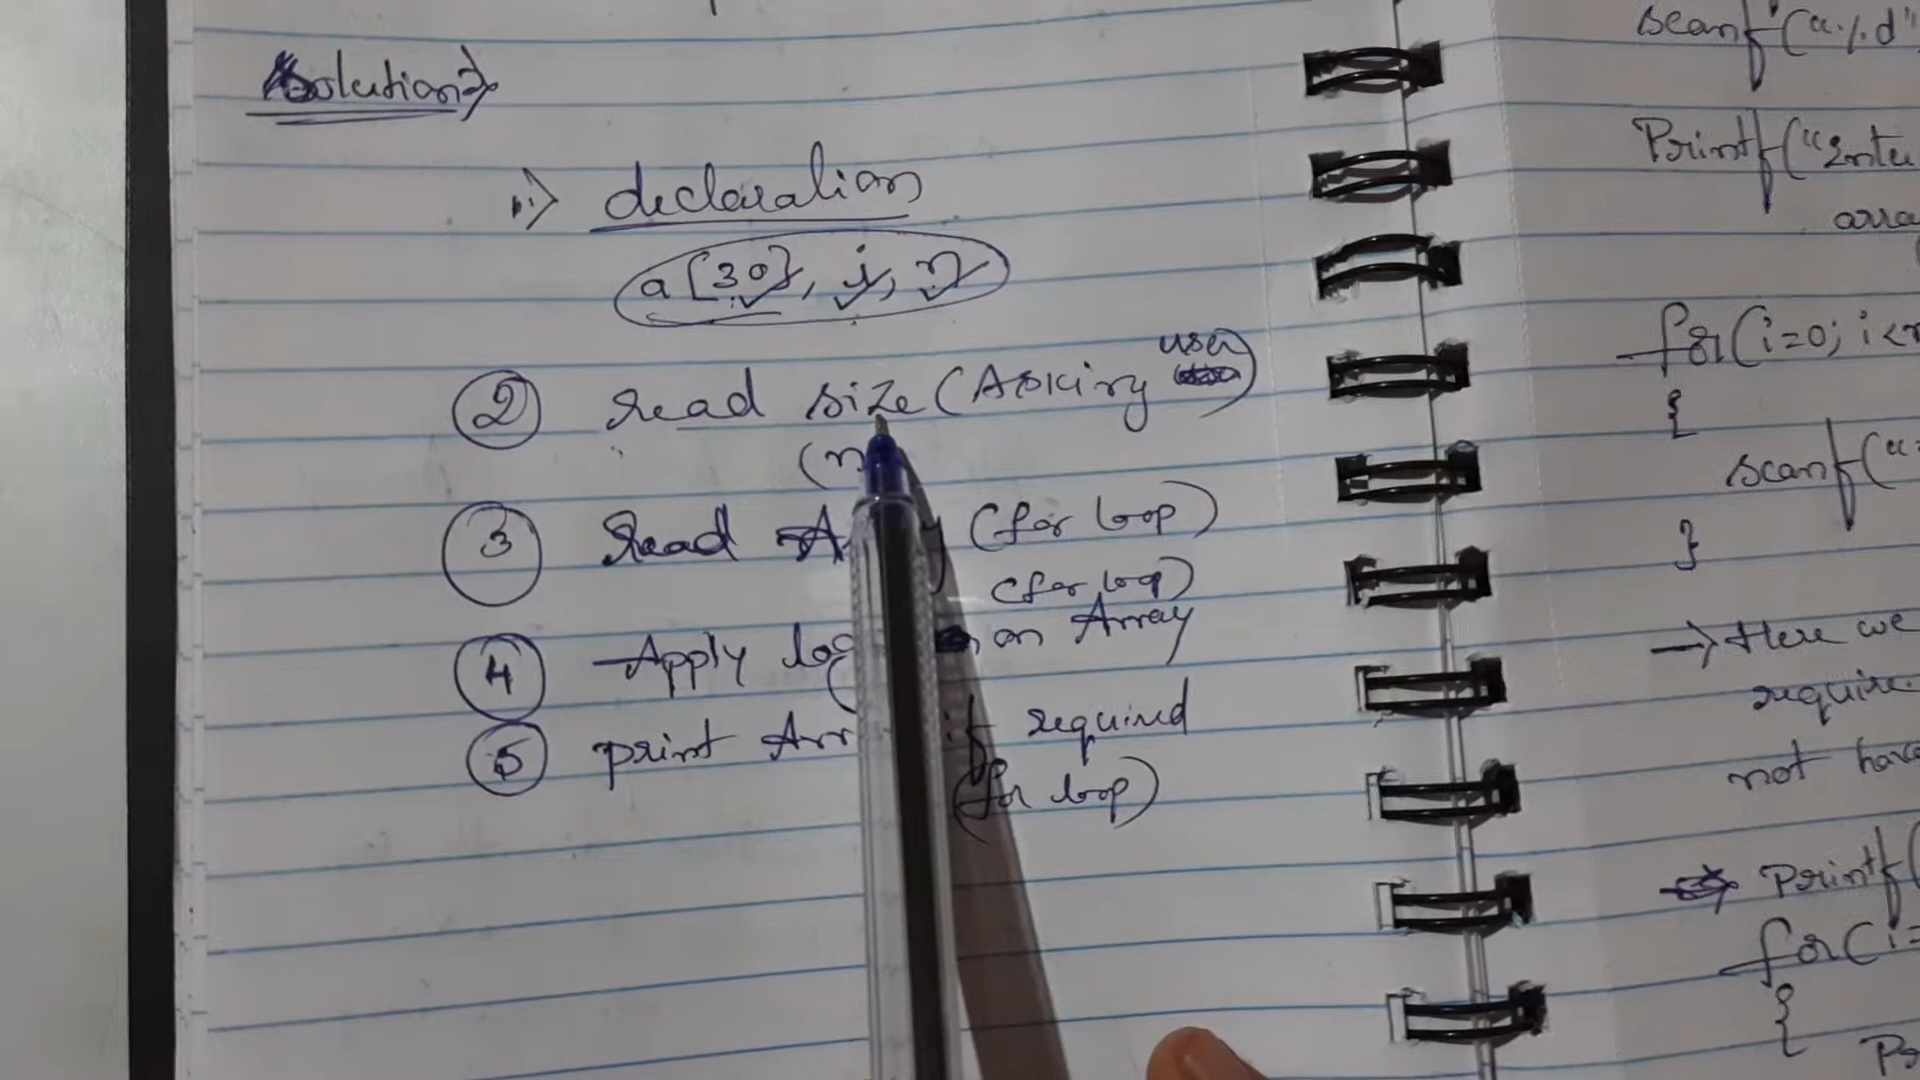 Solution⇒
1:) declaration
a[30], i, n
② Read size (Asking user)
(n
③ Read (for loop)
(for loop)
④ Apply on Array
⑤ print if required
(for loop)
scanf("%d"
Printf("Ente
arra
for(i=0; i<n
{
scanf("
}
→ Here we
require
not have
Printf(
for(i=
{
Pr